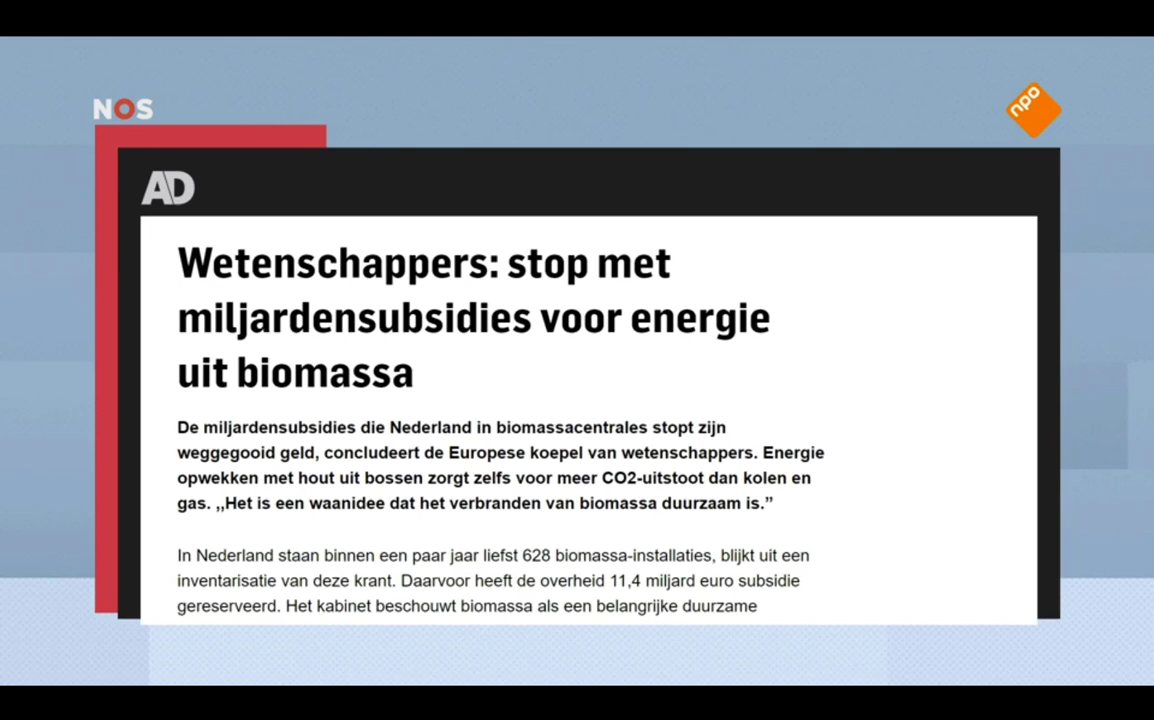 NOS
npo
AD
Wetenschappers: stop met
miljardensubsidies voor energie
uit biomassa
De miljardensubsidies die Nederland in biomassacentrales stopt zijn
weggegooid geld, concludeert de Europese koepel van wetenschappers. Energie
opwekken met hout uit bossen zorgt zelfs voor meer CO2-uitstoot dan kolen en
gas. ,,Het is een waanidee dat het verbranden van biomassa duurzaam is.”
In Nederland staan binnen een paar jaar liefst 628 biomassa-installaties, blijkt uit een
inventarisatie van deze krant. Daarvoor heeft de overheid 11,4 miljard euro subsidie
gereserveerd. Het kabinet beschouwt biomassa als een belangrijke duurzame